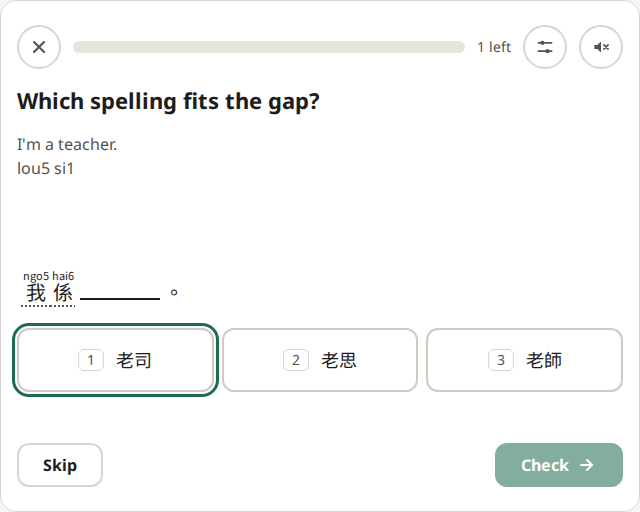 1 left
Which spelling fits the gap?
I'm a teacher.
lou5 si1
ngo5 hai6
我係 。
1 老司
2 老思
3 老師
Skip
Check